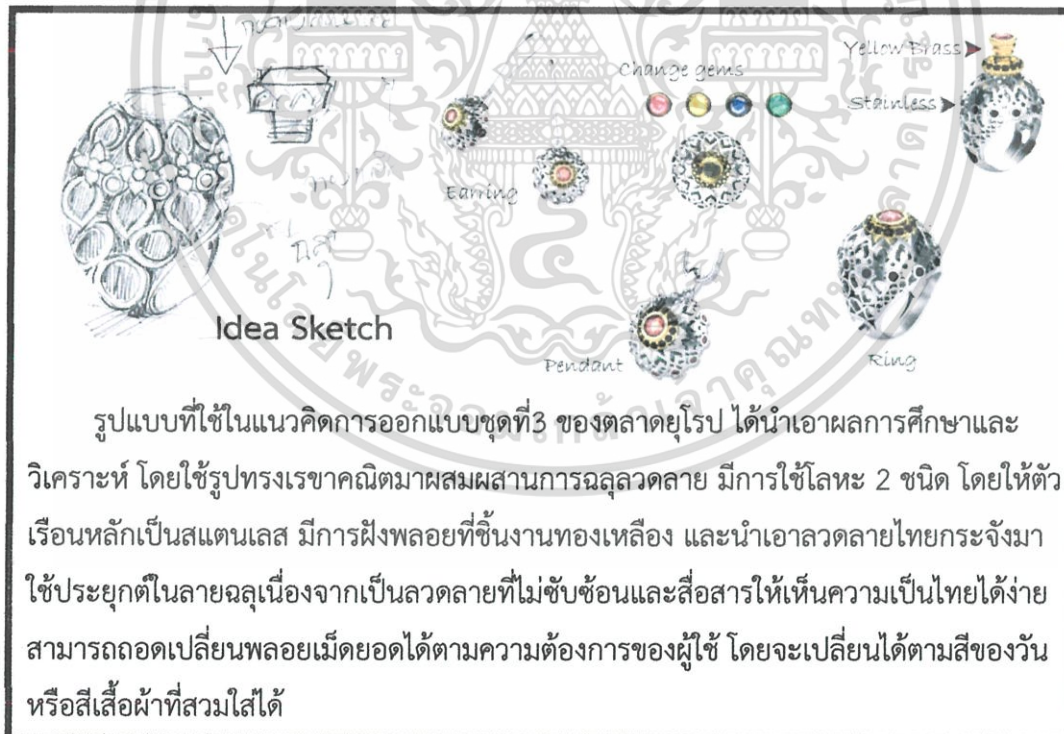 Yellow Brass
Change gems
Stainless
Earring
ฉลุ
Idea Sketch
Pendant
Ring
รูปแบบที่ใช้ในแนวคิดการออกแบบชุดที่3 ของตลาดยุโรป ได้นำเอาผลการศึกษาและ
วิเคราะห์ โดยใช้รูปทรงเรขาคณิตมาผสมผสานการฉลุลวดลาย มีการใช้โลหะ 2 ชนิด โดยให้ตัว
เรือนหลักเป็นสแตนเลส มีการฝังพลอยที่ชิ้นงานทองเหลือง และนำเอาลวดลายไทยกระจังมา
ใช้ประยุกต์ในลายฉลุเนื่องจากเป็นลวดลายที่ไม่ซับซ้อนและสื่อสารให้เห็นความเป็นไทยได้ง่าย
สามารถถอดเปลี่ยนพลอยเม็ดยอดได้ตามความต้องการของผู้ใช้ โดยจะเปลี่ยนได้ตามสีของวัน
หรือสีเสื้อผ้าที่สวมใส่ได้